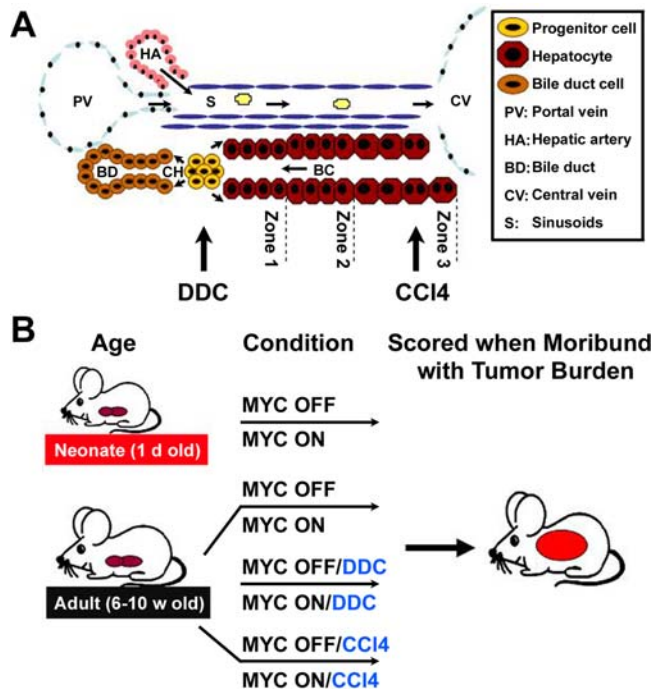 A
HA
PV
S
CV
BD
CH
BC
Zone 1
Zone 2
Zone 3
DDC
CCl4
Progenitor cell
Hepatocyte
Bile duct cell
PV: Portal vein
HA: Hepatic artery
BD: Bile duct
CV: Central vein
S: Sinusoids
B
Age
Condition
Scored when Moribund
with Tumor Burden
Neonate (1 d old)
MYC OFF
MYC ON
Adult (6-10 w old)
MYC OFF
MYC ON
MYC OFF/DDC
MYC ON/DDC
MYC OFF/CCl4
MYC ON/CCl4